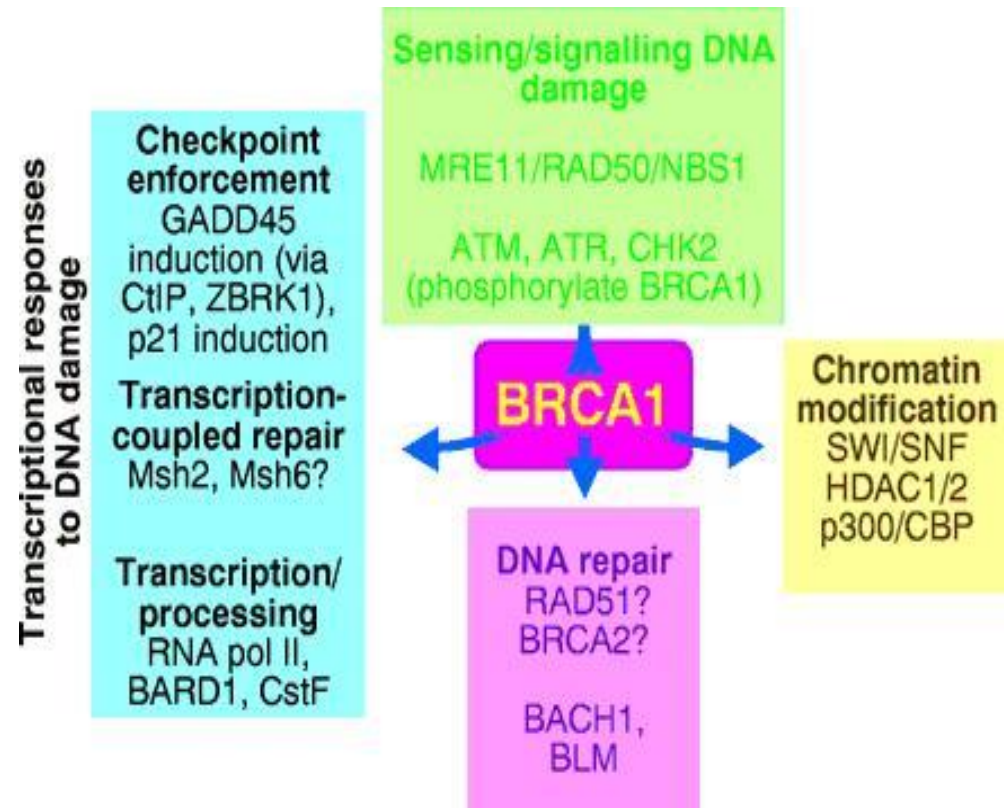 Transcriptional responses
to DNA damage
Checkpoint
enforcement
GADD45
induction (via
CtIP, ZBRK1),
p21 induction
Transcription-
coupled repair
Msh2, Msh6?
Transcription/
processing
RNA pol II,
BARD1, CstF
Sensing/signalling DNA
damage
MRE11/RAD50/NBS1
ATM, ATR, CHK2
(phosphorylate BRCA1)
BRCA1
DNA repair
RAD51?
BRCA2?
BACH1,
BLM
Chromatin
modification
SWI/SNF
HDAC1/2
p300/CBP